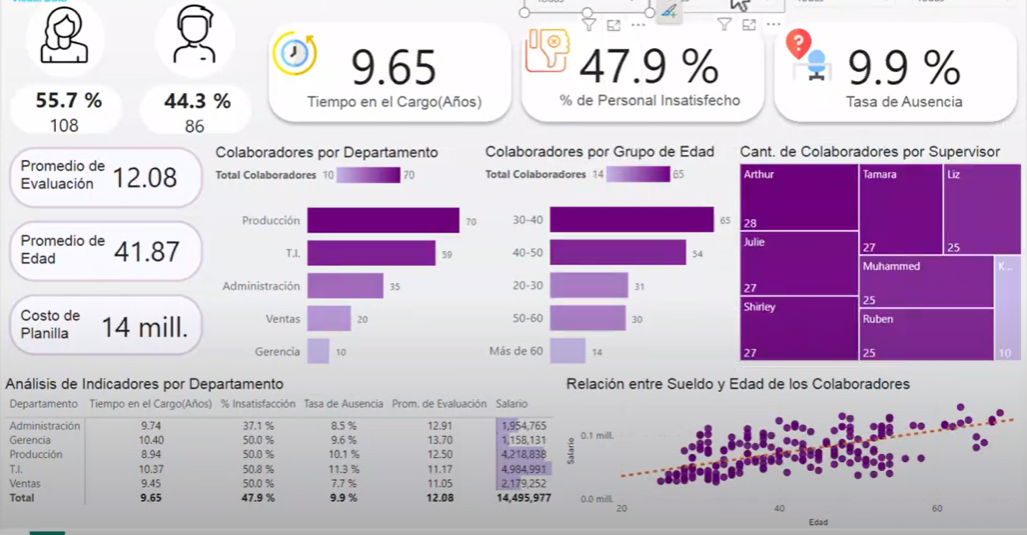 55.7 %
108
44.3 %
86
9.65
Tiempo en el Cargo(Años)
47.9 %
% de Personal Insatisfecho
9.9 %
Tasa de Ausencia
Promedio de
Evaluación
12.08
Promedio de
Edad
41.87
Costo de
Planilla
14 mill.
Colaboradores por Departamento
Total Colaboradores 10 70
Producción 70
T.I. 59
Administración 35
Ventas 20
Gerencia 10
Colaboradores por Grupo de Edad
Total Colaboradores 14 65
30-40 65
40-50 54
20-30 31
50-60 30
Más de 60 14
Cant. de Colaboradores por Supervisor
Arthur
28
Julie
27
Shirley
27
Tamara
27
Liz
25
Muhammed
25
Ruben
25
K...
10
Análisis de Indicadores por Departamento
Departamento Tiempo en el Cargo(Años) % Insatisfacción Tasa de Ausencia Prom. de Evaluación Salario
Administración 9.74 37.1 % 8.5 % 12.91 1,954,765
Gerencia 10.40 50.0 % 9.6 % 13.70 1,158,131
Producción 8.94 50.0 % 10.1 % 12.50 4,218,838
T.I. 10.37 50.8 % 11.3 % 11.17 4,984,991
Ventas 9.45 50.0 % 7.7 % 11.05 2,179,252
Total 9.65 47.9 % 9.9 % 12.08 14,495,977
Relación entre Sueldo y Edad de los Colaboradores
Salario
0.1 mill.
0.0 mill.
20 40 60
Edad